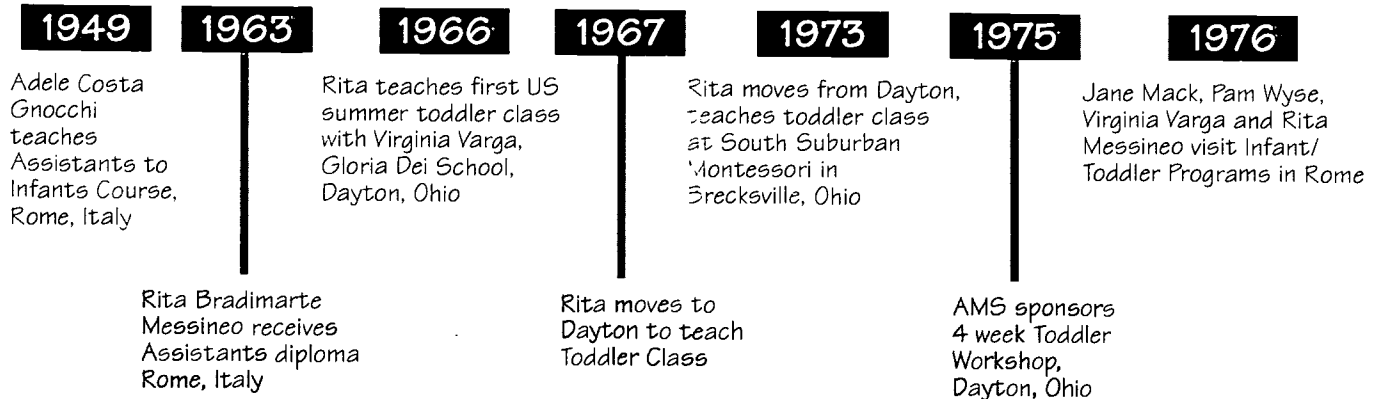 1949
Adele Costa
Gnocchi
teaches
Assistants to
Infants Course,
Rome, Italy
1963
Rita Bradimarte
Messineo receives
Assistants diploma
Rome, Italy
1966
Rita teaches first US
summer toddler class
with Virginia Varga,
Gloria Dei School,
Dayton, Ohio
1967
Rita moves to
Dayton to teach
Toddler Class
1973
Rita moves from Dayton,
teaches toddler class
at South Suburban
Montessori in
Brecksville, Ohio
1975
AMS sponsors
4 week Toddler
Workshop,
Dayton, Ohio
1976
Jane Mack, Pam Wyse,
Virginia Varga and Rita
Messineo visit Infant/
Toddler Programs in Rome